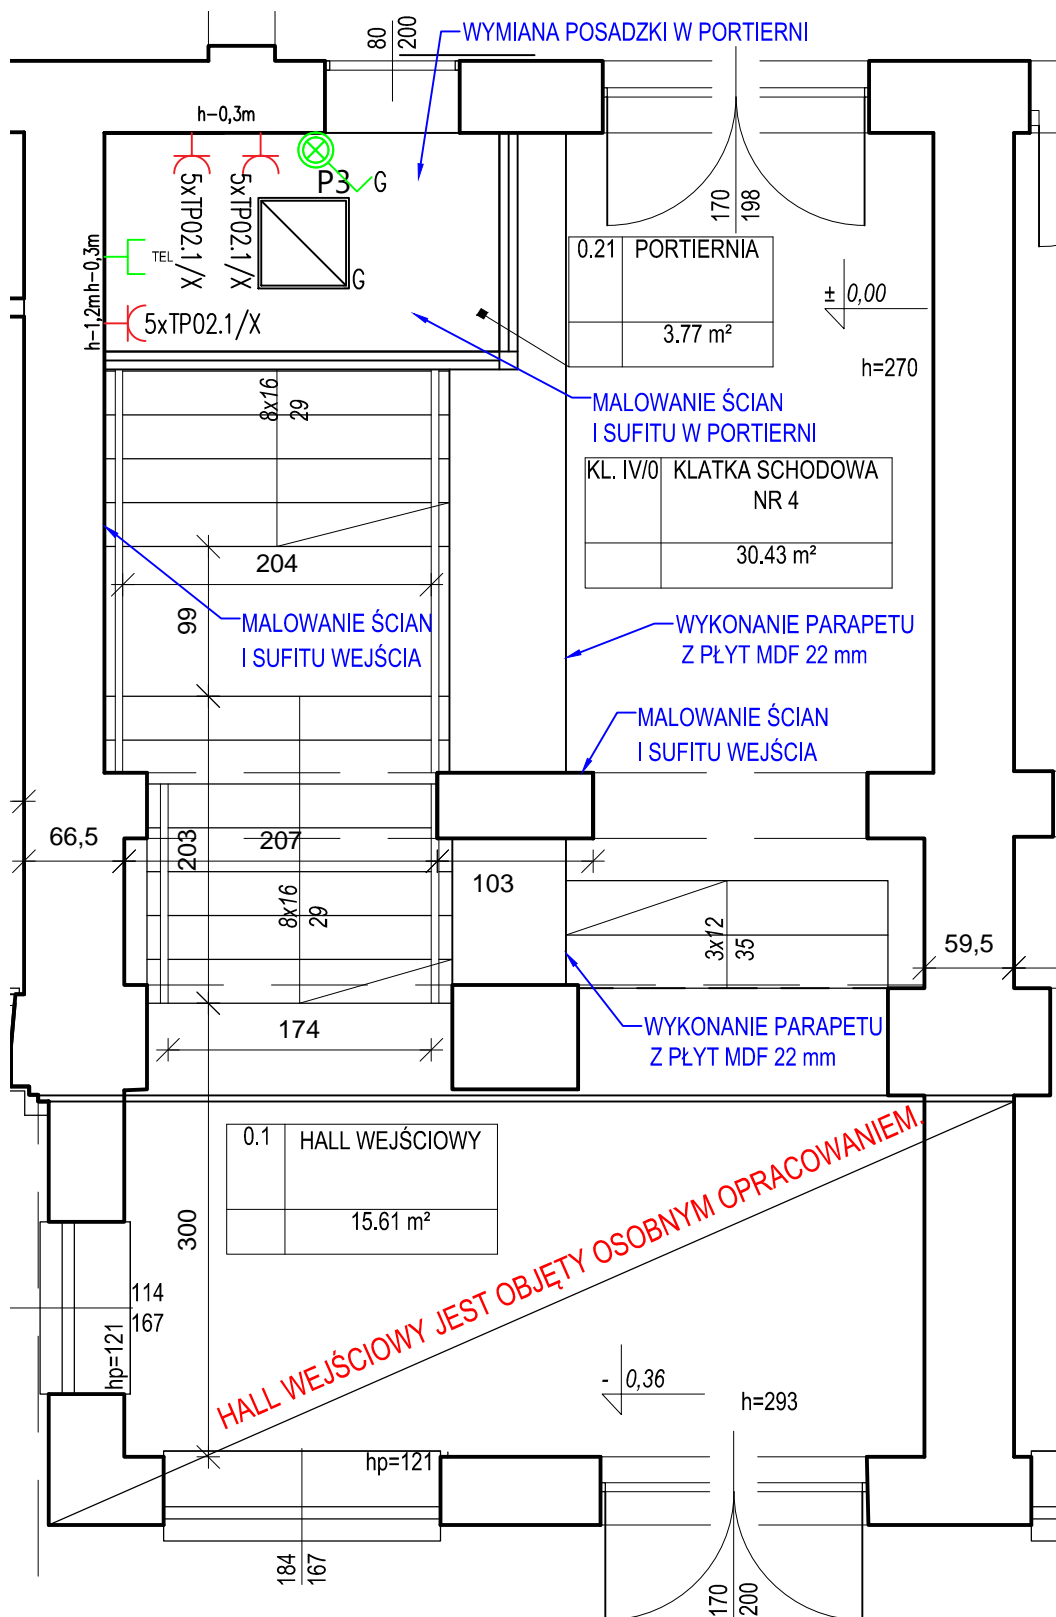 80
200
WYMIANA POSADZKI W PORTIERNI
h-0,3m
P3
G
5xTP02.1/X
5xTP02.1/X
TEL
G
h-0,3m
h-1,2m
5xTP02.1/X
170
198
0.21 PORTIERNIA
3.77 m²
± 0,00
h=270
8x16
29
MALOWANIE ŚCIAN
I SUFITU W PORTIERNI
KL. IV/0 KLATKA SCHODOWA
NR 4
30.43 m²
204
99
MALOWANIE ŚCIAN
I SUFITU WEJŚCIA
WYKONANIE PARAPETU
Z PŁYT MDF 22 mm
MALOWANIE ŚCIAN
I SUFITU WEJŚCIA
66,5
203
207
103
8x16
29
3x12
35
59,5
174
WYKONANIE PARAPETU
Z PŁYT MDF 22 mm
0.1 HALL WEJŚCIOWY
15.61 m²
300
HALL WEJŚCIOWY JEST OBJĘTY OSOBNYM OPRACOWANIEM.
114
167
hp=121
- 0,36
h=293
hp=121
184
167
170
200